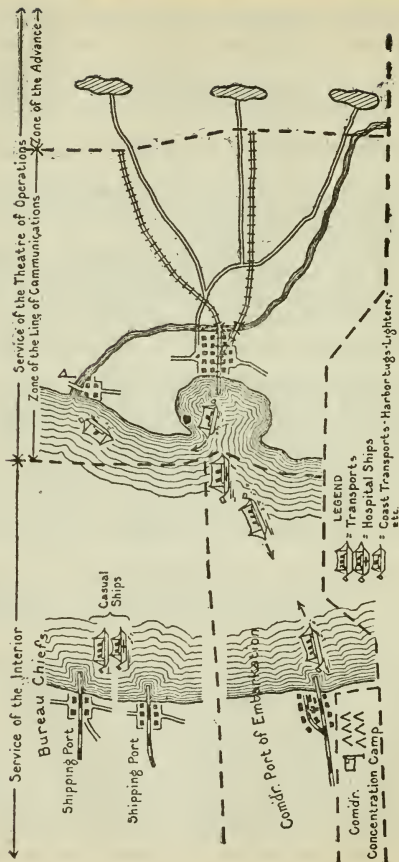 Service of the Interior
Service of the Theatre of Operations
Zone of the Line of Communications
Zone of the Advance
Bureau Chiefs
Shipping Port
Casual
Ships
Shipping Port
Comdr. Port of Embarkation
Comdr.
Concentration Camp
LEGEND
= Transports
= Hospital Ships
= Coast Transports-Harbor tugs-Lighters,
etc.